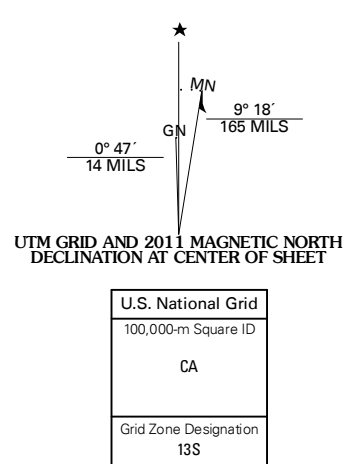 ★
MN
GN
9° 18´
165 MILS
0° 47´
14 MILS
UTM GRID AND 2011 MAGNETIC NORTH
DECLINATION AT CENTER OF SHEET
U.S. National Grid
100,000-m Square ID
CA
Grid Zone Designation
13S